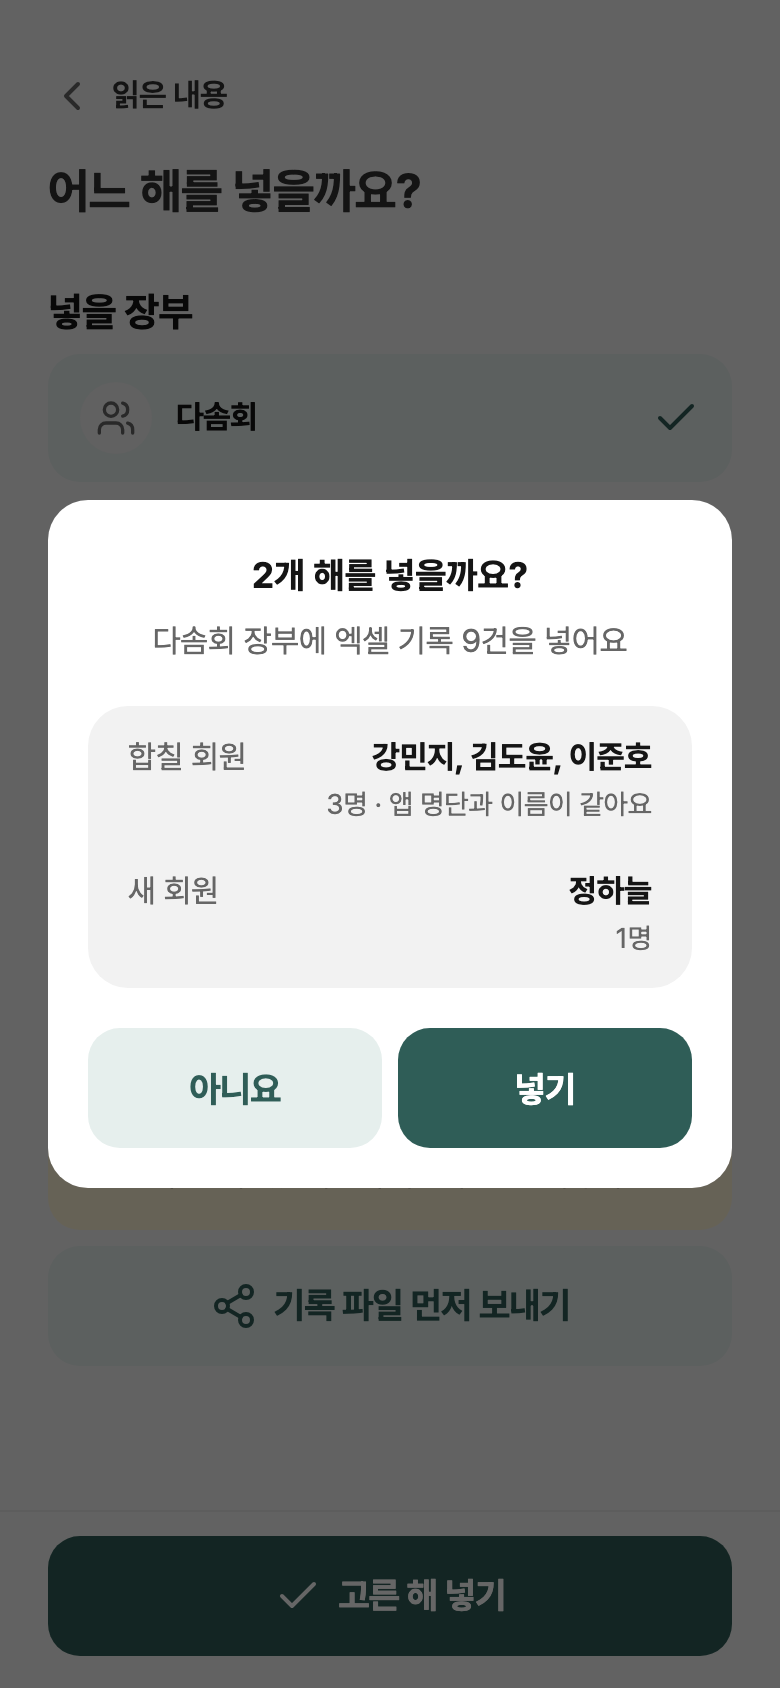 읽은 내용
어느 해를 넣을까요?
넣을 장부
다솜회
2개 해를 넣을까요?
다솜회 장부에 엑셀 기록 9건을 넣어요
합칠 회원 강민지, 김도윤, 이준호
3명 · 앱 명단과 이름이 같아요
새 회원 정하늘
1명
아니요 넣기
기록 파일 먼저 보내기
고른 해 넣기